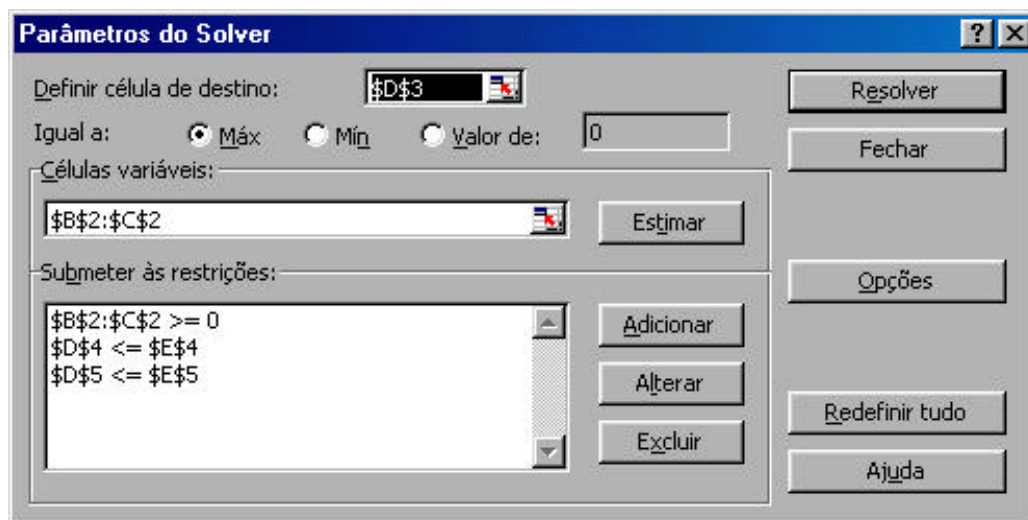 Parâmetros do Solver
? X
Definir célula de destino: $D$3
Resolver
Igual a: Máx Mín Valor de: 0
Fechar
Células variáveis:
$B$2:$C$2
Estimar
Submeter às restrições:
Opções
$B$2:$C$2 >= 0
$D$4 <= $E$4
$D$5 <= $E$5
Adicionar
Alterar
Excluir
Redefinir tudo
Ajuda